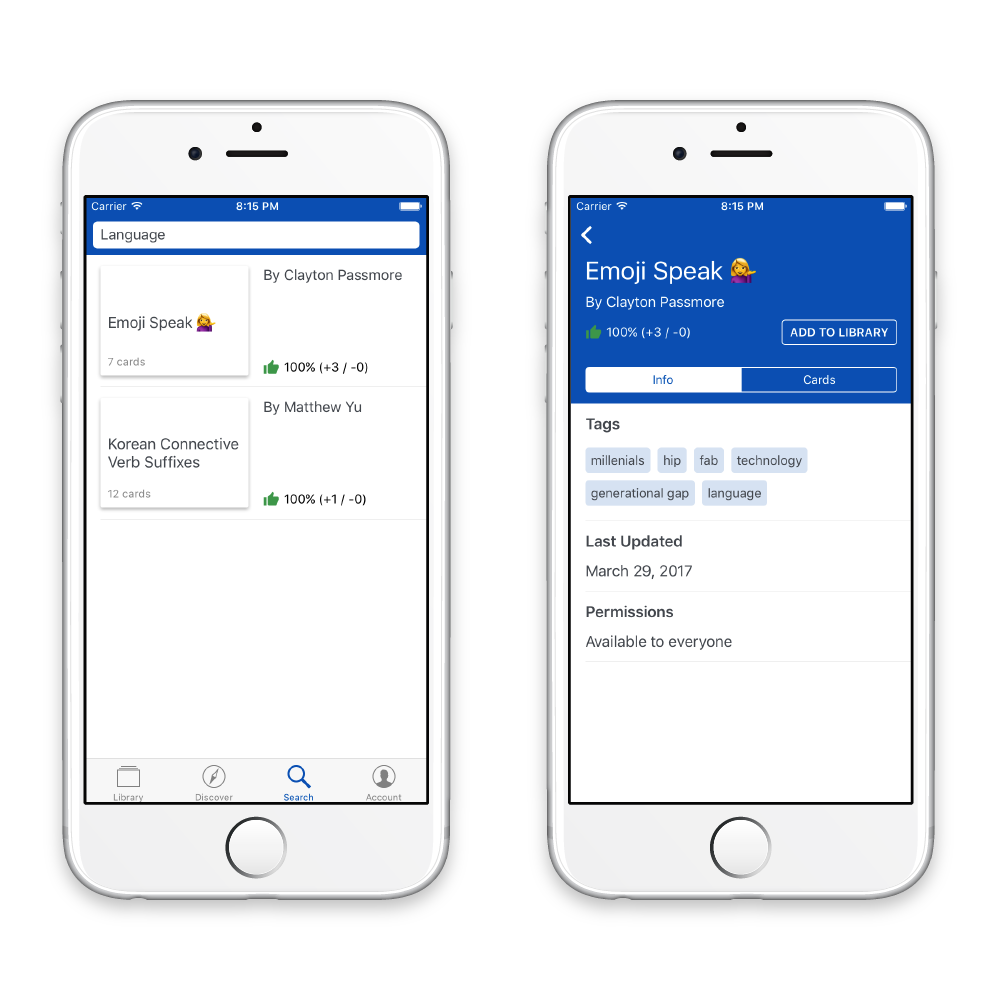 Carrier 8:15 PM
Language
Emoji Speak 💁‍♀️
7 cards
By Clayton Passmore
100% (+3 / -0)
Korean Connective
Verb Suffixes
12 cards
By Matthew Yu
100% (+1 / -0)
Library Discover Search Account
Carrier 8:15 PM
Emoji Speak 💁‍♀️
By Clayton Passmore
100% (+3 / -0) ADD TO LIBRARY
Info Cards
Tags
millenials hip fab technology
generational gap language
Last Updated
March 29, 2017
Permissions
Available to everyone